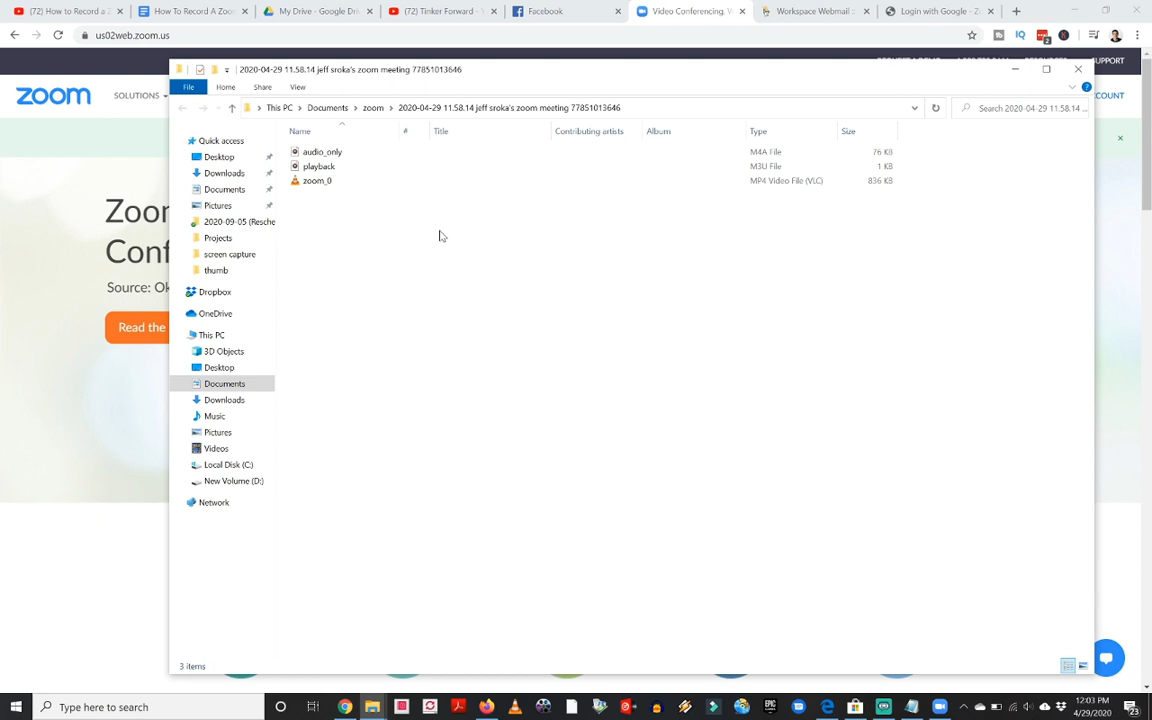 (72) How to Record a Z
How To Record A Zoo
My Drive - Google Dri
(72) Tinker Forward -
Facebook
Video Conferencing, W
Workspace Webmail :
Login with Google - Zo
us02web.zoom.us
SUPPORT
zoom
SOLUTIONS
COUNT
2020-04-29 11.58.14 jeff sroka's zoom meeting 77851013646
File
Home
Share
View
This PC > Documents > zoom > 2020-04-29 11.58.14 jeff sroka's zoom meeting 77851013646
Search 2020-04-29 11.58.14 ...
Name
#
Title
Contributing artists
Album
Type
Size
audio_only
M4A File
76 KB
playback
M3U File
1 KB
zoom_0
MP4 Video File (VLC)
836 KB
Quick access
Desktop
Downloads
Documents
Pictures
2020-09-05 (Resche
Projects
screen capture
thumb
Dropbox
OneDrive
This PC
3D Objects
Desktop
Documents
Downloads
Music
Pictures
Videos
Local Disk (C:)
New Volume (D:)
Network
3 items
Zoor
Conf
Source: Ok
Read the
Type here to search
12:03 PM
4/29/2020
23